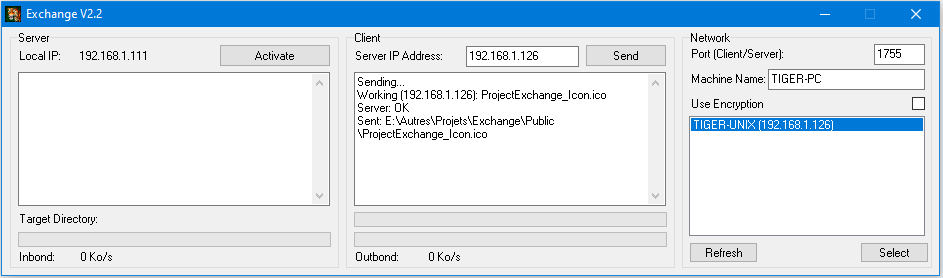 Exchange V2.2
Server
Local IP: 192.168.1.111
Activate
Target Directory:
Inbond: 0 Ko/s
Client
Server IP Address: 192.168.1.126
Send
Sending...
Working (192.168.1.126): ProjectExchange_Icon.ico
Server: OK
Sent: E:\Autres\Projets\Exchange\Public
\ProjectExchange_Icon.ico
Outbond: 0 Ko/s
Network
Port (Client/Server): 1755
Machine Name: TIGER-PC
Use Encryption
TIGER-UNIX (192.168.1.126)
Refresh
Select